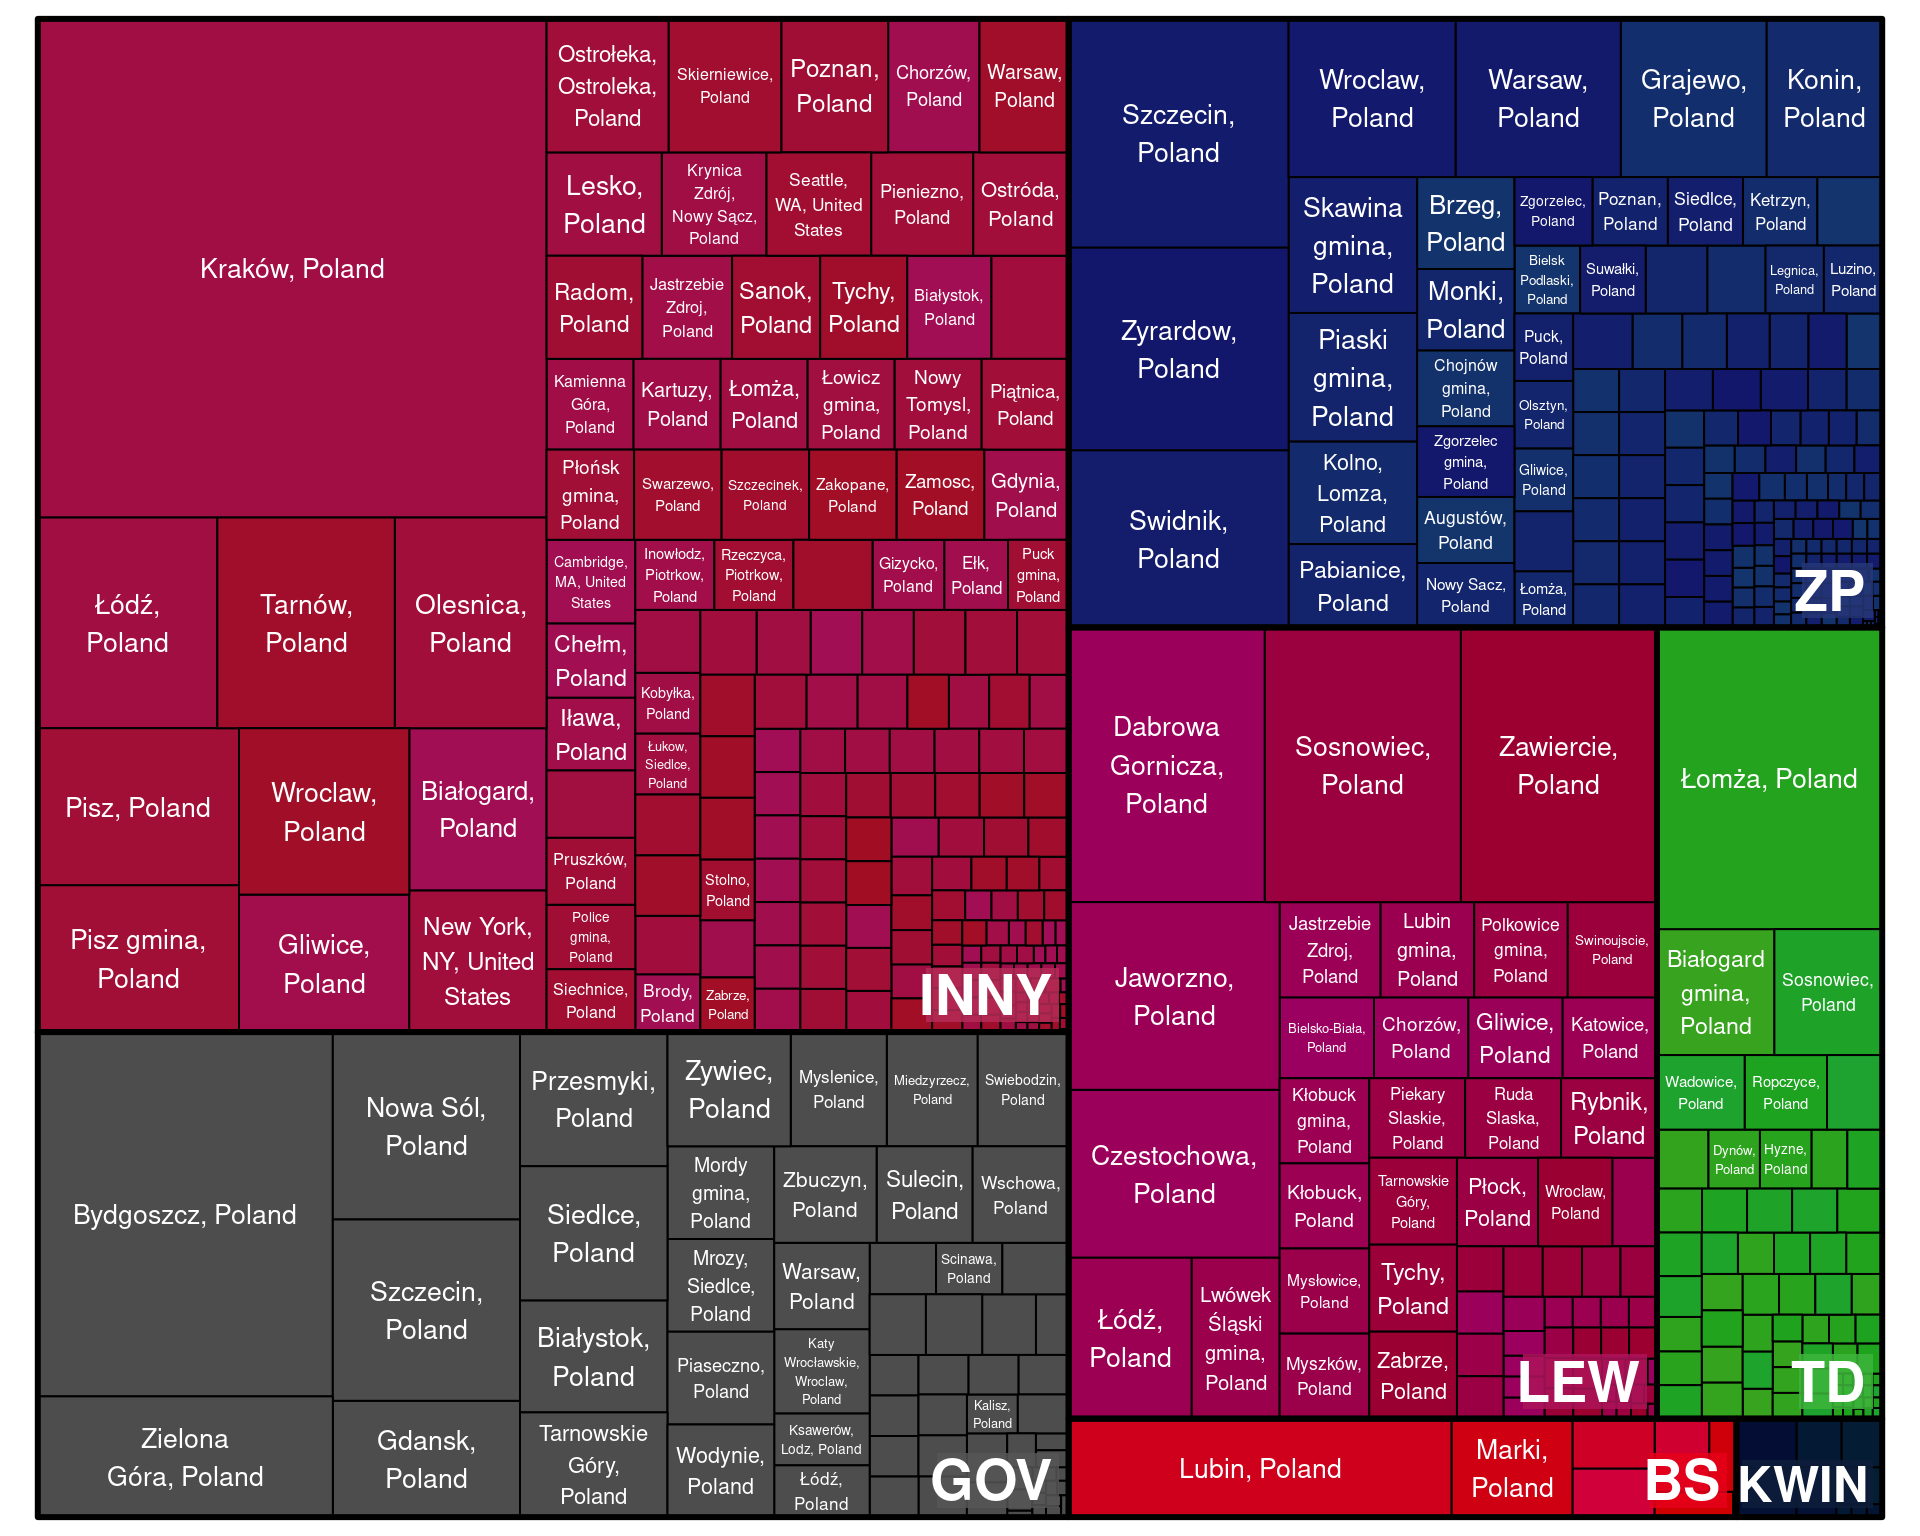 Kraków, Poland
Łódź,
Poland
Tarnów,
Poland
Olesnica,
Poland
Pisz, Poland
Wroclaw,
Poland
Białogard,
Poland
Pisz gmina,
Poland
Gliwice,
Poland
New York,
NY, United
States
Ostrołeka,
Ostroleka,
Poland
Skierniewice,
Poland
Poznan,
Poland
Chorzów,
Poland
Warsaw,
Poland
Lesko,
Poland
Krynica
Zdrój,
Nowy Sącz,
Poland
Seattle,
WA, United
States
Pieniezno,
Poland
Ostróda,
Poland
Radom,
Poland
Jastrzebie
Zdroj,
Poland
Sanok,
Poland
Tychy,
Poland
Białystok,
Poland
Kamienna
Góra,
Poland
Kartuzy,
Poland
Łomża,
Poland
Łowicz
gmina,
Poland
Nowy
Tomysl,
Poland
Piątnica,
Poland
Płońsk
gmina,
Poland
Swarzewo,
Poland
Szczecinek,
Poland
Zakopane,
Poland
Zamosc,
Poland
Gdynia,
Poland
Cambridge,
MA, United
States
Inowłodz,
Piotrkow,
Poland
Rzeczyca,
Piotrkow,
Poland
Gizycko,
Poland
Ełk,
Poland
Puck
gmina,
Poland
Chełm,
Poland
Iława,
Poland
Kobyłka,
Poland
Łukow,
Siedlce,
Poland
Pruszków,
Poland
Stolno,
Poland
Police
gmina,
Poland
Siechnice,
Poland
Brody,
Poland
Zabrze,
Poland
INNY
Szczecin,
Poland
Zyrardow,
Poland
Swidnik,
Poland
Wroclaw,
Poland
Warsaw,
Poland
Grajewo,
Poland
Konin,
Poland
Skawina
gmina,
Poland
Piaski
gmina,
Poland
Kolno,
Lomza,
Poland
Pabianice,
Poland
Brzeg,
Poland
Monki,
Poland
Chojnów
gmina,
Poland
Zgorzelec
gmina,
Poland
Augustów,
Poland
Nowy Sacz,
Poland
Zgorzelec,
Poland
Poznan,
Poland
Siedlce,
Poland
Ketrzyn,
Poland
Bielsk
Podlaski,
Poland
Suwałki,
Poland
Legnica,
Poland
Luzino,
Poland
Puck,
Poland
Olsztyn,
Poland
Gliwice,
Poland
Łomża,
Poland
ZP
Dabrowa
Gornicza,
Poland
Sosnowiec,
Poland
Zawiercie,
Poland
Jaworzno,
Poland
Czestochowa,
Poland
Łódź,
Poland
Lwówek
Śląski
gmina,
Poland
Jastrzebie
Zdroj,
Poland
Lubin
gmina,
Poland
Polkowice
gmina,
Poland
Swinoujscie,
Poland
Bielsko-Biała,
Poland
Chorzów,
Poland
Gliwice,
Poland
Katowice,
Poland
Kłobuck
gmina,
Poland
Piekary
Slaskie,
Poland
Ruda
Slaska,
Poland
Rybnik,
Poland
Kłobuck,
Poland
Tarnowskie
Góry,
Poland
Płock,
Poland
Wroclaw,
Poland
Mysłowice,
Poland
Tychy,
Poland
Myszków,
Poland
Zabrze,
Poland
LEW
Łomża, Poland
Białogard
gmina,
Poland
Sosnowiec,
Poland
Wadowice,
Poland
Ropczyce,
Poland
Dynów,
Poland
Hyzne,
Poland
TD
Bydgoszcz, Poland
Zielona
Góra, Poland
Nowa Sól,
Poland
Szczecin,
Poland
Gdansk,
Poland
Przesmyki,
Poland
Siedlce,
Poland
Białystok,
Poland
Tarnowskie
Góry,
Poland
Zywiec,
Poland
Myslenice,
Poland
Miedzyrzecz,
Poland
Swiebodzin,
Poland
Mordy
gmina,
Poland
Zbuczyn,
Poland
Sulecin,
Poland
Wschowa,
Poland
Mrozy,
Siedlce,
Poland
Warsaw,
Poland
Scinawa,
Poland
Piaseczno,
Poland
Katy
Wrocławskie,
Wroclaw,
Poland
Wodynie,
Poland
Ksawerów,
Lodz, Poland
Łódź,
Poland
Kalisz,
Poland
GOV
Lubin, Poland
Marki,
Poland
BS
KWIN